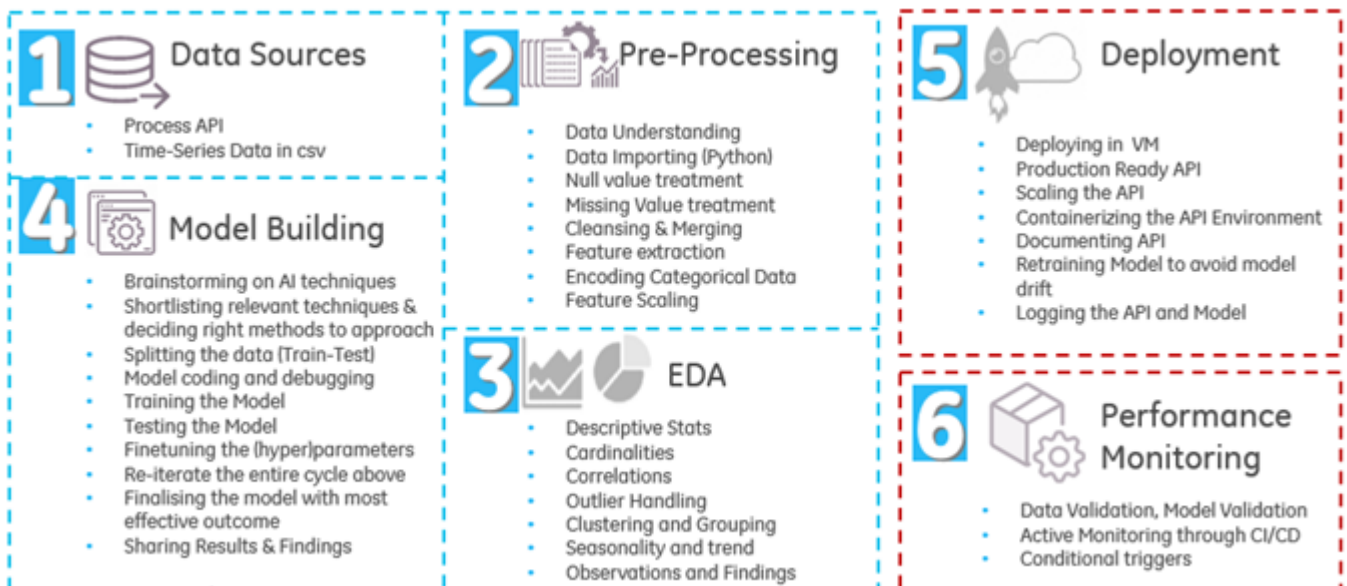 1
Data Sources
Process API
Time-Series Data in csv
2
Pre-Processing
Data Understanding
Data Importing (Python)
Null value treatment
Missing Value treatment
Cleansing & Merging
Feature extraction
Encoding Categorical Data
Feature Scaling
3
EDA
Descriptive Stats
Cardinalities
Correlations
Outlier Handling
Clustering and Grouping
Seasonality and trend
Observations and Findings
4
Model Building
Brainstorming on AI techniques
Shortlisting relevant techniques &
deciding right methods to approach
Splitting the data (Train-Test)
Model coding and debugging
Training the Model
Testing the Model
Finetuning the (hyper)parameters
Re-iterate the entire cycle above
Finalising the model with most
effective outcome
Sharing Results & Findings
5
Deployment
Deploying in VM
Production Ready API
Scaling the API
Containerizing the API Environment
Documenting API
Retraining Model to avoid model
drift
Logging the API and Model
6
Performance
Monitoring
Data Validation, Model Validation
Active Monitoring through CI/CD
Conditional triggers